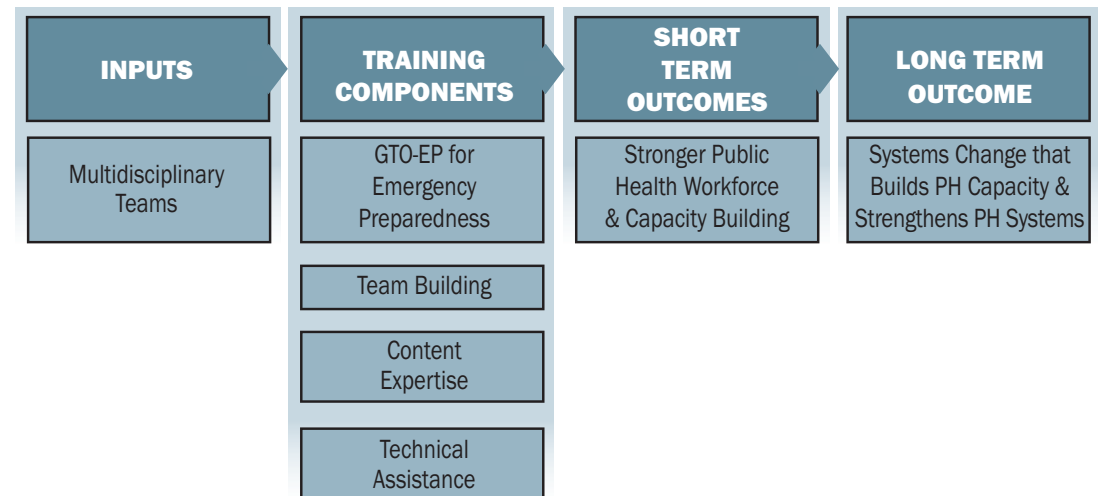 INPUTS
Multidisciplinary
Teams
TRAINING
COMPONENTS
GTO-EP for
Emergency
Preparedness
Team Building
Content
Expertise
Technical
Assistance
SHORT
TERM
OUTCOMES
Stronger Public
Health Workforce
& Capacity Building
LONG TERM
OUTCOME
Systems Change that
Builds PH Capacity &
Strengthens PH Systems